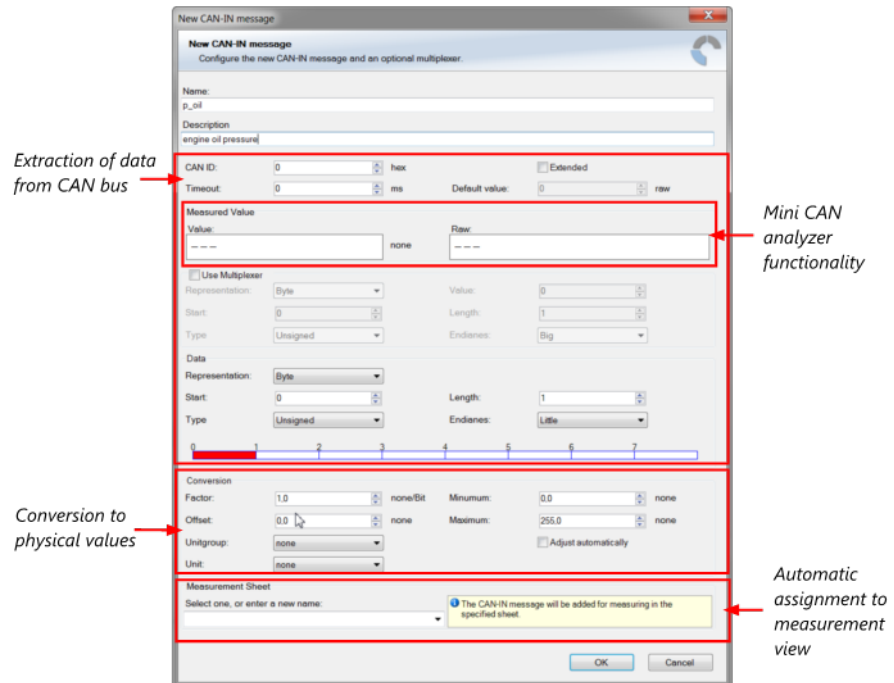 New CAN-IN message
New CAN-IN message
Configure the new CAN-IN message and an optional multiplexer.
Name:
p_oil
Description
engine oil pressure
Extraction of data
from CAN bus
CAN ID: 0 hex Extended
Timeout: 0 ms Default value: 0 raw
Measured Value
Value: Raw:
--- none ---
Mini CAN
analyzer
functionality
Use Multiplexer
Representation: Byte Value: 0
Start: 0 Length: 1
Type Unsigned Endianes: Big
Data
Representation: Byte
Start: 0 Length: 1
Type Unsigned Endianes: Little
0 1 2 3 4 5 6 7
Conversion
Factor: 1,0 none/Bit Minumum: 0,0 none
Offset: 0,0 none Maximum: 255,0 none
Unitgroup: none Adjust automatically
Unit: none
Conversion to
physical values
Measurement Sheet
Select one, or enter a new name:
The CAN-IN message will be added for measuring in the
specified sheet.
Automatic
assignment to
measurement
view
OK Cancel